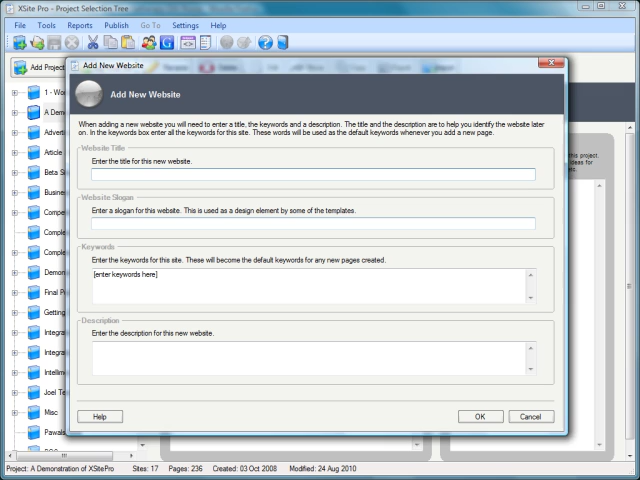 XSite Pro - Project Selection Tree
File Tools Reports Publish Go To Settings Help
Add Project
Add New Website
Add New Website
When adding a new website you will need to enter a title, the keywords and a description. The title and the description are to help you identify the website later
on. In the keywords box enter all the keywords for this site. These words will be used as the default keywords whenever you add a new page.
Website Title
Enter the title for this new website.
Website Slogan
Enter a slogan for this website. This is used as a design element by some of the templates.
Keywords
Enter the keywords for this site. These will become the default keywords for any new pages created.
[enter keywords here]
Description
Enter the description for this new website.
Help OK Cancel
1 - Wo
A Demo
Adverti
Article
Beta S
Busine
Compe
Comple
Comple
Demon
Final P
Getting
Integra
Integra
Intellim
Joel Te
Misc
Pawals
his project.
deas for
es.
Project: A Demonstration of XSitePro Sites: 17 Pages: 236 Created: 03 Oct 2008 Modified: 24 Aug 2010